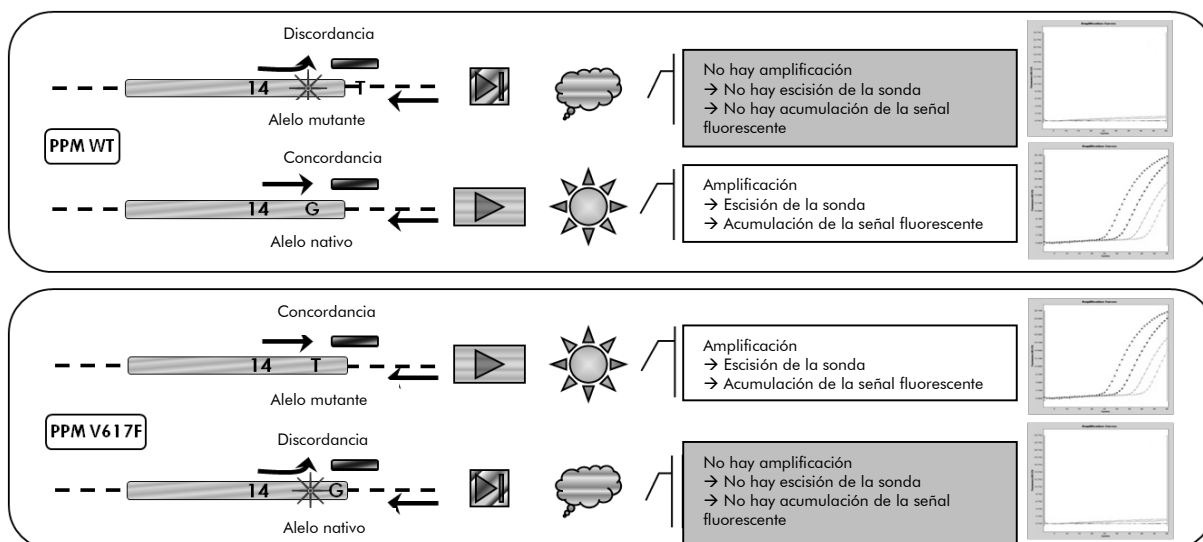 Discordancia
14
T
Alelo mutante
No hay amplificación
→ No hay escisión de la sonda
→ No hay acumulación de la señal
fluorescente
PPM WT
Concordancia
14 G
Alelo nativo
Amplificación
→ Escisión de la sonda
→ Acumulación de la señal fluorescente
Concordancia
14 T
Alelo mutante
Amplificación
→ Escisión de la sonda
→ Acumulación de la señal fluorescente
PPM V617F
Discordancia
14 G
Alelo nativo
No hay amplificación
→ No hay escisión de la sonda
→ No hay acumulación de la señal
fluorescente